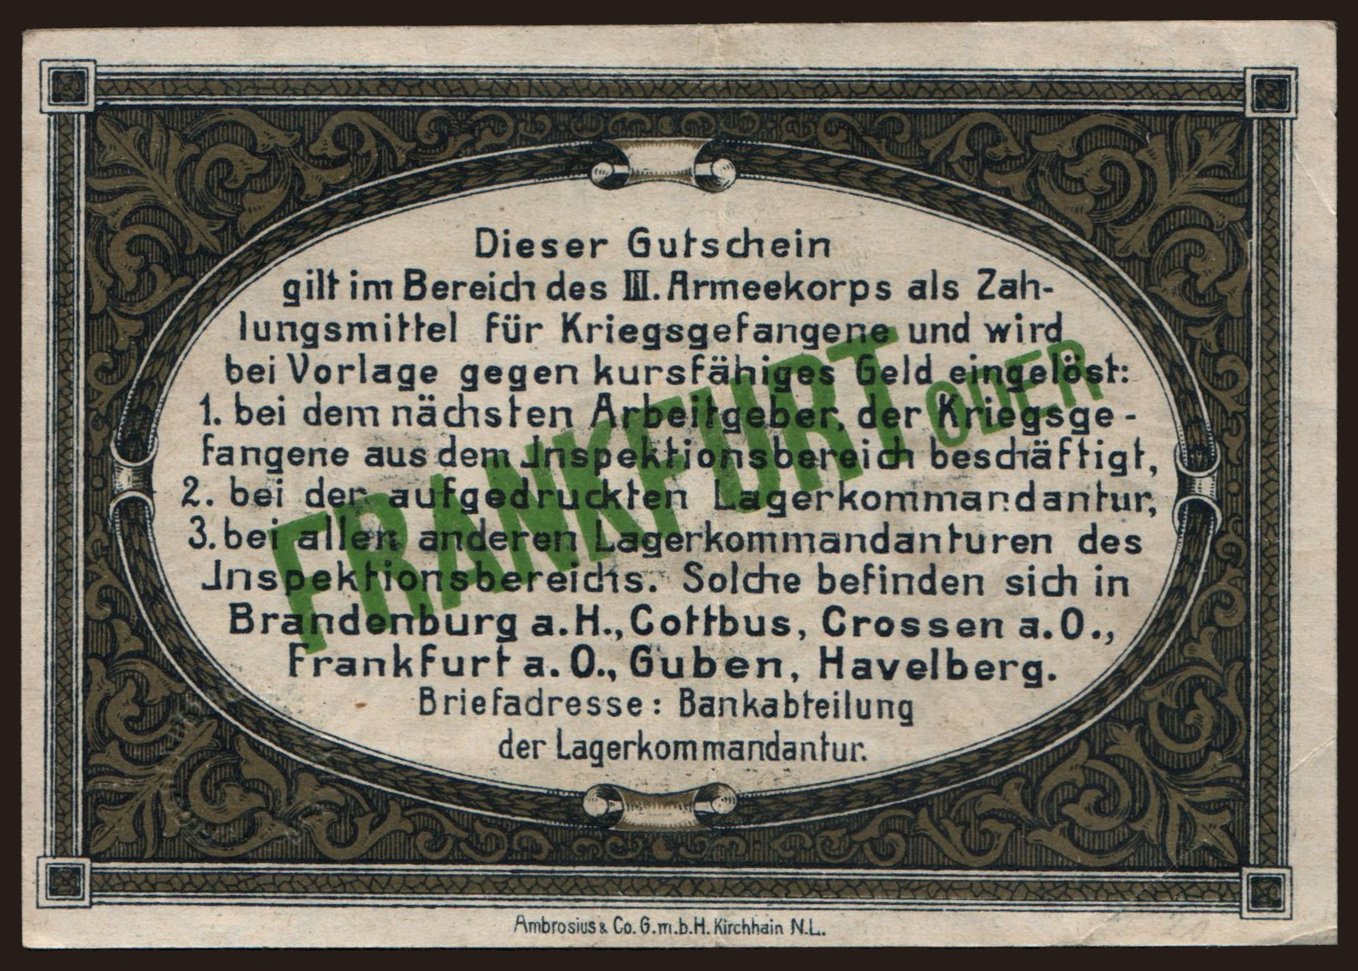 Dieser Gutschein
gilt im Bereich des III. Armeekorps als Zah-
lungsmittel für Kriegsgefangene und wird
bei Vorlage gegen kursfähiges Geld eingelöst:
1. bei dem nächsten Arbeitgeber, der Kriegsge-
fangene aus dem Inspektionsbereich beschäftigt,
2. bei der aufgedruckten Lagerkommandantur,
3. bei allen anderen Lagerkommandanturen des
Inspektionsbereichs. Solche befinden sich in
Brandenburg a.H., Cottbus, Crossen a.O.,
Frankfurt a.O., Guben, Havelberg.
Briefadresse: Bankabteilung
der Lagerkommandantur.
FRANKFURT ODER
Ambrosius & Co. G.m.b.H. Kirchhain N.L.